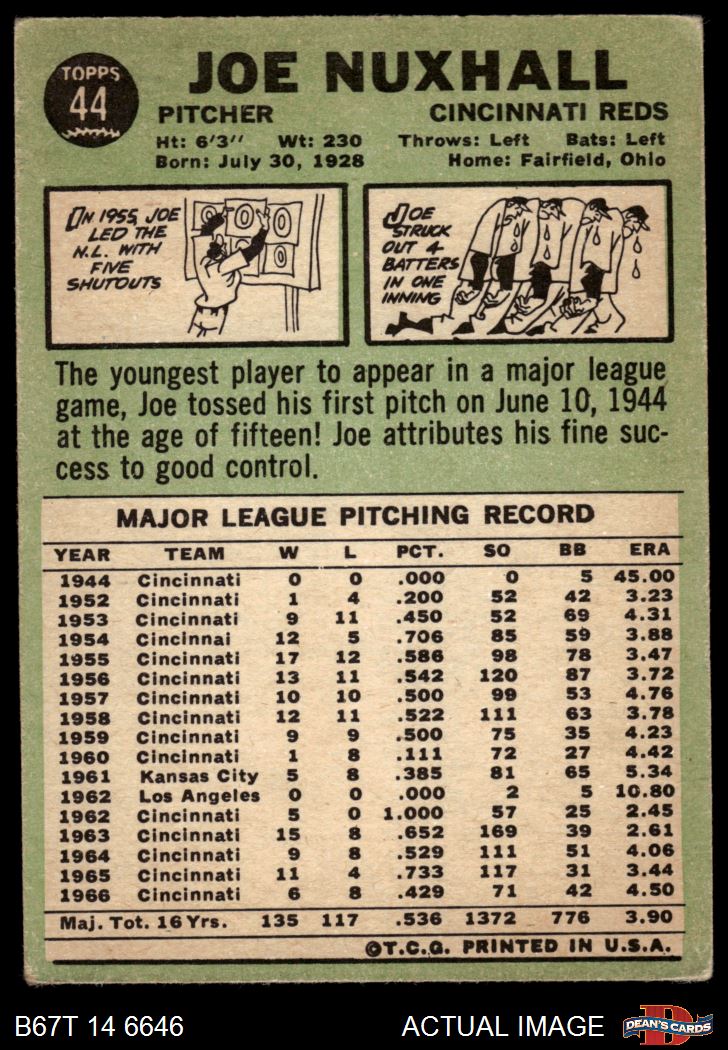 TOPPS
44
JOE NUXHALL
PITCHER CINCINNATI REDS
Ht: 6'3" Wt: 230 Throws: Left Bats: Left
Born: July 30, 1928 Home: Fairfield, Ohio
IN 1955, JOE
LED THE
N.L. WITH
FIVE
SHUTOUTS
0 0 0
0 0
JOE
STRUCK
OUT 4
BATTERS
IN ONE
INNING
The youngest player to appear in a major league
game, Joe tossed his first pitch on June 10, 1944
at the age of fifteen! Joe attributes his fine suc-
cess to good control.
MAJOR LEAGUE PITCHING RECORD
YEAR TEAM W L PCT. SO BB ERA
1944 Cincinnati 0 0 .000 0 5 45.00
1952 Cincinnati 1 4 .200 52 42 3.23
1953 Cincinnati 9 11 .450 52 69 4.31
1954 Cincinnai 12 5 .706 85 59 3.88
1955 Cincinnati 17 12 .586 98 78 3.47
1956 Cincinnati 13 11 .542 120 87 3.72
1957 Cincinnati 10 10 .500 99 53 4.76
1958 Cincinnati 12 11 .522 111 63 3.78
1959 Cincinnati 9 9 .500 75 35 4.23
1960 Cincinnati 1 8 .111 72 27 4.42
1961 Kansas City 5 8 .385 81 65 5.34
1962 Los Angeles 0 0 .000 2 5 10.80
1962 Cincinnati 5 0 1.000 57 25 2.45
1963 Cincinnati 15 8 .652 169 39 2.61
1964 Cincinnati 9 8 .529 111 51 4.06
1965 Cincinnati 11 4 .733 117 31 3.44
1966 Cincinnati 6 8 .429 71 42 4.50
Maj. Tot. 16 Yrs. 135 117 .536 1372 776 3.90
©T.C.G. PRINTED IN U.S.A.
B67T 14 6646 ACTUAL IMAGE D DEAN'S CARDS